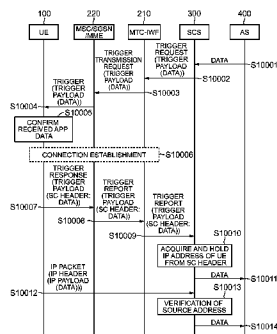 100
220
210
300
400
UE
MSC/SGSN
/MME
MTC-IWF
SCS
AS
TRIGGER
REQUEST
(TRIGGER
PAYLOAD
(DATA))
S10001
TRIGGER
TRANSMISSION
REQUEST
(TRIGGER
PAYLOAD
(DATA))
S10002
TRIGGER
(TRIGGER
PAYLOAD
(DATA))
S10003
S10004
S10005
CONFIRM
RECEIVED APP
DATA
CONNECTION ESTABLISHMENT
S10006
TRIGGER
RESPONSE
(TRIGGER
PAYLOAD
(SC HEADER:
DATA))
S10007
TRIGGER
REPORT
(TRIGGER
PAYLOAD
(SC HEADER:
DATA))
S10008
TRIGGER
REPORT
(TRIGGER
PAYLOAD
(SC HEADER:
DATA))
S10009
S10010
ACQUIRE AND HOLD
IP ADDRESS OF UE
FROM SC HEADER
DATA
S10011
IP PACKET
(IP HEADER
(IP PAYLOAD
(DATA)))
S10012
S10013
VERIFICATION OF
SOURCE ADDRESS
DATA
S10014